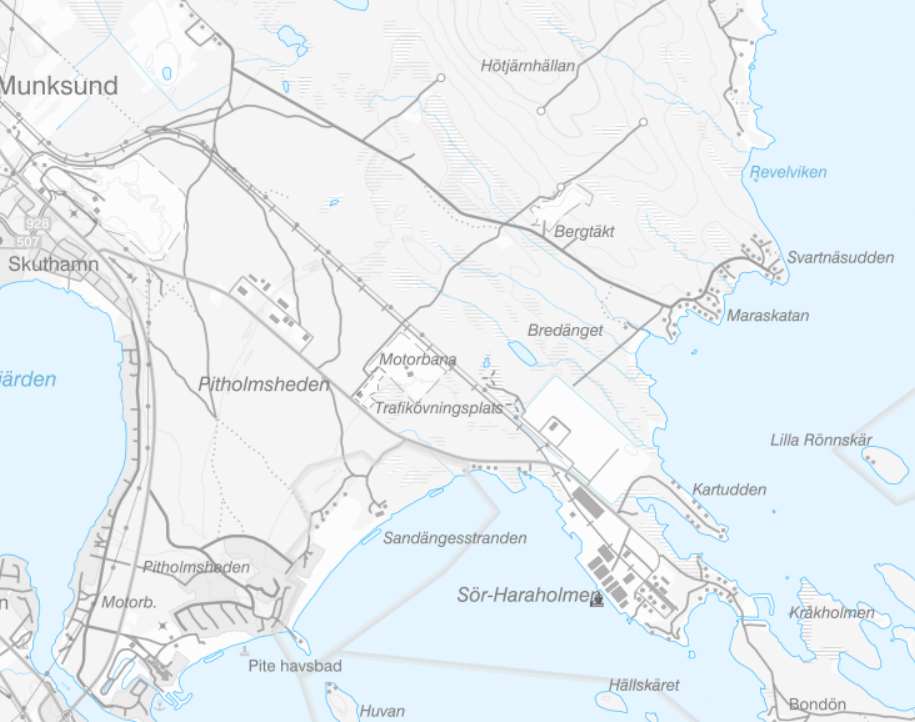 Hötjärnhällan
Munksund
Revelviken
928
Bergtäkt
507
Skuthamn
Svartnäsudden
Maraskatan
Bredänget
Motorbana
järden
Pitholmsheden
Trafikövningsplats
Lilla Rönnskär
Kartudden
Sandängesstranden
Pitholmsheden
Sör-Haraholmen
Motorb.
n
Kråkholmen
Pite havsbad
Hällskäret
Huvan
Bondön